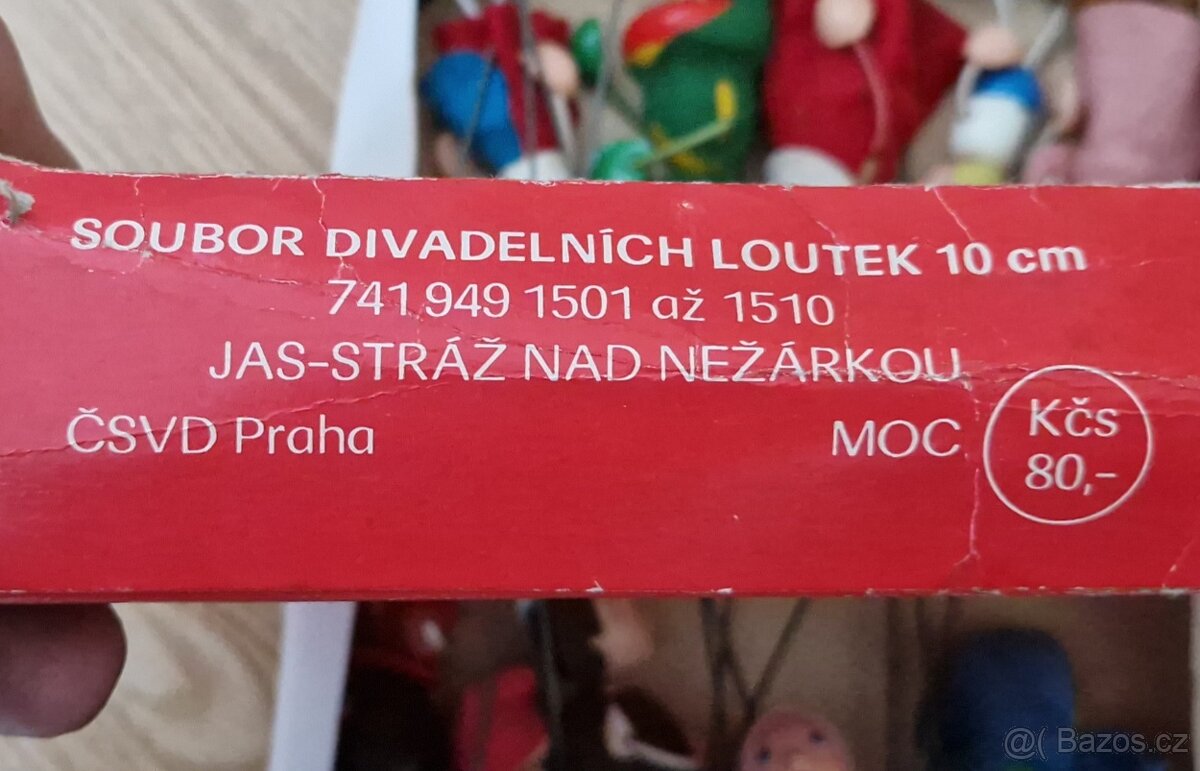 SOUBOR DIVADELNÍCH LOUTEK 10 cm
741 949 1501 až 1510
JAS-STRÁŽ NAD NEŽÁRKOU
ČSVD Praha MOC Kčs
80,-
@( Bazos.cz